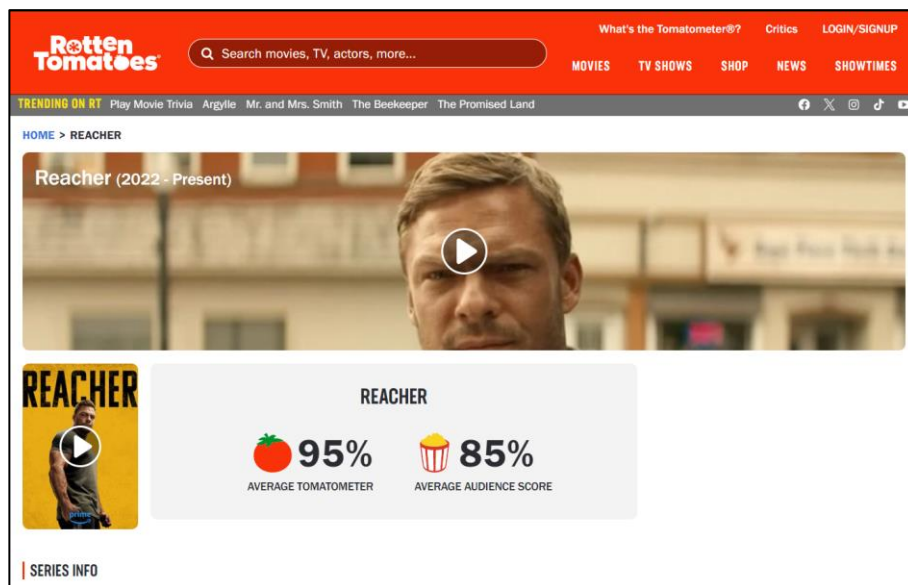 What's the Tomatometer®? Critics LOGIN/SIGNUP
Rotten
Tomatoes
Search movies, TV, actors, more...
MOVIES TV SHOWS SHOP NEWS SHOWTIMES
TRENDING ON RT Play Movie Trivia Argylle Mr. and Mrs. Smith The Beekeeper The Promised Land
HOME > REACHER
Reacher (2022 - Present)
REACHER
prime
REACHER
95% 85%
AVERAGE TOMATOMETER AVERAGE AUDIENCE SCORE
SERIES INFO